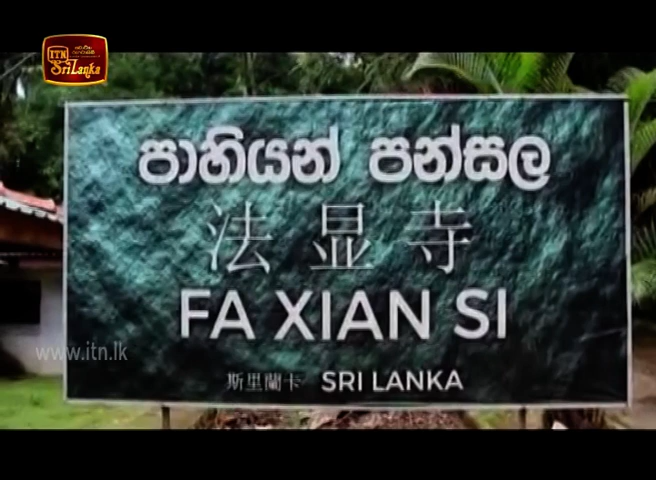 ITN
SriLanka
පාහියන් පන්සල
法显寺
FA XIAN SI
www.itn.lk
斯里蘭卡 SRI LANKA